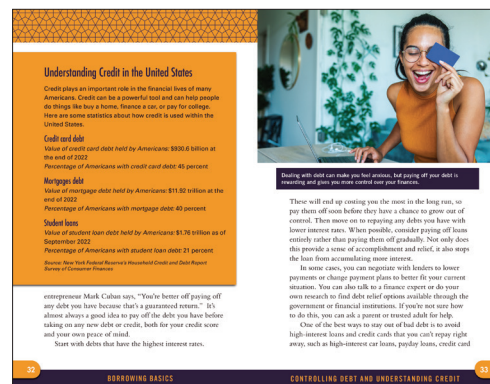 Understanding Credit in the United States
Credit plays an important role in the financial lives of many
Americans. Credit can be a powerful tool and can help people
do things like buy a home, finance a car, or pay for college.
Here are some statistics about how credit is used within the
United States.
Credit card debt
Value of credit card debt held by Americans: $930.6 billion at
the end of 2022
Percentage of Americans with credit card debt: 45 percent
Mortgages debt
Value of mortgage debt held by Americans: $11.92 trillion at the
end of 2022
Percentage of Americans with mortgage debt: 40 percent
Student loans
Value of student loan debt held by Americans: $1.76 trillion as of
September 2022
Percentage of Americans with student loan debt: 21 percent
Source: New York Federal Reserve's Household Credit and Debt Report
Survey of Consumer Finances
entrepreneur Mark Cuban says, "You're better off paying off
any debt you have because that's a guaranteed return." It's
almost always a good idea to pay off the debt you have before
taking on any new debt or credit, both for your credit score
and your own peace of mind.
Start with debts that have the highest interest rates.
32
BORROWING BASICS
Dealing with debt can make you feel anxious, but paying off your debt is
rewarding and gives you more control over your finances.
These will end up costing you the most in the long run, so
pay them off soon before they have a chance to grow out of
control. Then move on to repaying any debts you have with
lower interest rates. When possible, consider paying off loans
entirely rather than paying them off gradually. Not only does
this provide a sense of accomplishment and relief, it also stops
the loan from accumulating more interest.
In some cases, you can negotiate with lenders to lower
payments or change payment plans to better fit your current
situation. You can also talk to a finance expert or do your
own research to find debt relief options available through the
government or financial institutions. If you're not sure how
to do this, you can ask a parent or trusted adult for help.
One of the best ways to stay out of bad debt is to avoid
high-interest loans and credit cards that you can't repay right
away, such as high-interest car loans, payday loans, credit card
33
CONTROLLING DEBT AND UNDERSTANDING CREDIT